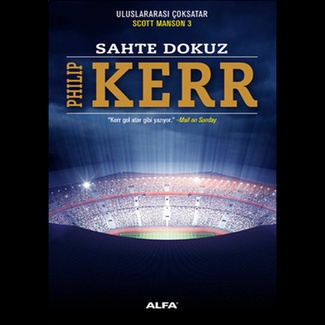 ULUSLARARASI ÇOKSATAR
SCOTT MANSON 3
SAHTE DOKUZ
PHILIP
KERR
"Kerr gol atar gibi yazıyor." -Mail on Sunday
ALFA